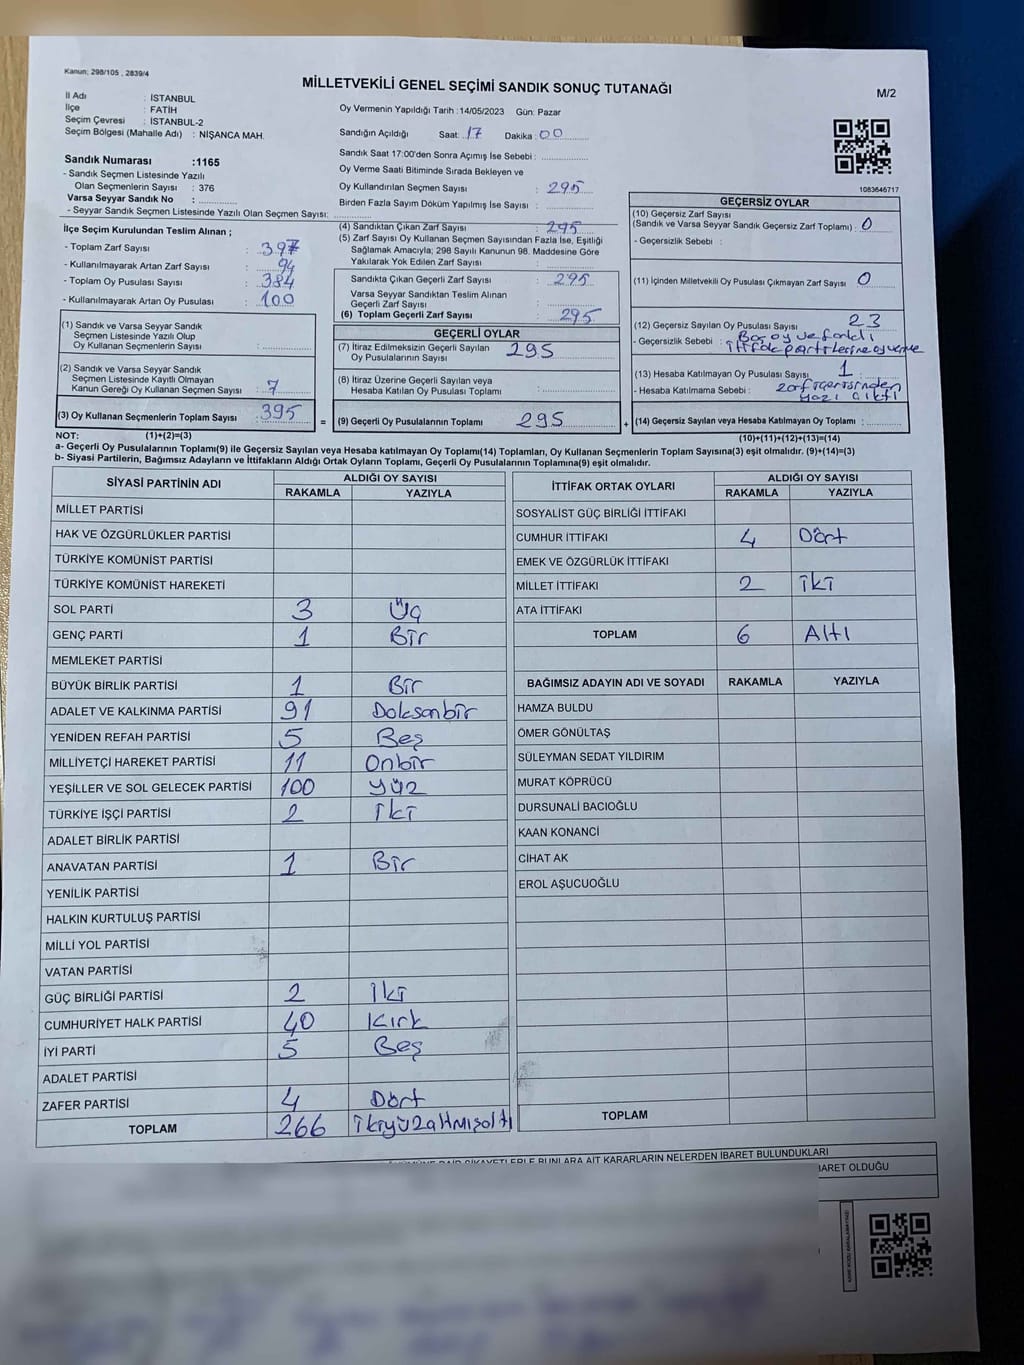 Kanun; 298/105 , 2839/4
MİLLETVEKİLİ GENEL SEÇİMİ SANDIK SONUÇ TUTANAĞI
M/2
İl Adı : İSTANBUL
İlçe : FATİH
Seçim Çevresi : İSTANBUL-2
Seçim Bölgesi (Mahalle Adı) : NİŞANCA MAH.
Sandık Numarası :1165
- Sandık Seçmen Listesinde Yazılı
Olan Seçmenlerin Sayısı : 376
Varsa Seyyar Sandık No :
- Seyyar Sandık Seçmen Listesinde Yazılı Olan Seçmen Sayısı:
İlçe Seçim Kurulundan Teslim Alınan ;
- Toplam Zarf Sayısı : 397
- Kullanılmayarak Artan Zarf Sayısı : 94
- Toplam Oy Pusulası Sayısı : 384
- Kullanılmayarak Artan Oy Pusulası : 100
(1) Sandık ve Varsa Seyyar Sandık
Seçmen Listesinde Yazılı Olup
Oy Kullanan Seçmenlerin Sayısı :
(2) Sandık ve Varsa Seyyar Sandık
Seçmen Listesinde Kayıtlı Olmayan
Kanun Gereği Oy Kullanan Seçmen Sayısı : 7
(3) Oy Kullanan Seçmenlerin Toplam Sayısı : 395
Oy Vermenin Yapıldığı Tarih :14/05/2023 Gün: Pazar
Sandığın Açıldığı Saat: 17 Dakika : 00
Sandık Saat 17:00'den Sonra Açımış İse Sebebi :
Oy Verme Saati Bitiminde Sırada Bekleyen ve
Oy Kullandırılan Seçmen Sayısı : 295
Birden Fazla Sayım Döküm Yapılmış İse Sayısı :
(4) Sandıktan Çıkan Zarf Sayısı : 295
(5) Zarf Sayısı Oy Kullanan Seçmen Sayısından Fazla İse, Eşitliği
Sağlamak Amacıyla; 298 Sayılı Kanunun 98. Maddesine Göre
Yakılarak Yok Edilen Zarf Sayısı :
Sandıkta Çıkan Geçerli Zarf Sayısı : 295
Varsa Seyyar Sandıktan Teslim Alınan
Geçerli Zarf Sayısı :
(6) Toplam Geçerli Zarf Sayısı : 295
GEÇERLİ OYLAR
(7) İtiraz Edilmeksizin Geçerli Sayılan
Oy Pusulalarının Sayısı : 295
(8) İtiraz Üzerine Geçerli Sayılan veya
Hesaba Katılan Oy Pusulası Toplamı :
= (9) Geçerli Oy Pusulalarının Toplamı : 295
1083646717
GEÇERSİZ OYLAR
(10) Geçersiz Zarf Sayısı
(Sandık ve Varsa Seyyar Sandık Geçersiz Zarf Toplamı) : 0
- Geçersizlik Sebebi :
(11) İçinden Milletvekili Oy Pusulası Çıkmayan Zarf Sayısı : 0
(12) Geçersiz Sayılan Oy Pusulası Sayısı : 23
- Geçersizlik Sebebi : Boş oy ve farklı
ittifak partilerine oy verme
(13) Hesaba Katılmayan Oy Pusulası Sayısı : 1
- Hesaba Katılmama Sebebi : zarf içerisinden
yazı çıktı
+ (14) Geçersiz Sayılan veya Hesaba Katılmayan Oy Toplamı :
NOT: (1)+(2)=(3)
(10)+(11)+(12)+(13)=(14)
a- Geçerli Oy Pusulalarının Toplamı(9) ile Geçersiz Sayılan veya Hesaba katılmayan Oy Toplamı(14) Toplamları, Oy Kullanan Seçmenlerin Toplam Sayısına(3) eşit olmalıdır. (9)+(14)=(3)
b- Siyasi Partilerin, Bağımsız Adayların ve İttifakların Aldığı Ortak Oyların Toplamı, Geçerli Oy Pusulalarının Toplamına(9) eşit olmalıdır.
SİYASİ PARTİNİN ADI ALDIĞI OY SAYISI
RAKAMLA YAZIYLA
MİLLET PARTİSİ
HAK VE ÖZGÜRLÜKLER PARTİSİ
TÜRKİYE KOMÜNİST PARTİSİ
TÜRKİYE KOMÜNİST HAREKETİ
SOL PARTİ 3 Üç
GENÇ PARTİ 1 Bir
MEMLEKET PARTİSİ
BÜYÜK BİRLİK PARTİSİ 1 Bir
ADALET VE KALKINMA PARTİSİ 91 Doksanbir
YENİDEN REFAH PARTİSİ 5 Beş
MİLLİYETÇİ HAREKET PARTİSİ 11 Onbir
YEŞİLLER VE SOL GELECEK PARTİSİ 100 yüz
TÜRKİYE İŞÇİ PARTİSİ 2 iki
ADALET BİRLİK PARTİSİ
ANAVATAN PARTİSİ 1 Bir
YENİLİK PARTİSİ
HALKIN KURTULUŞ PARTİSİ
MİLLİ YOL PARTİSİ
VATAN PARTİSİ
GÜÇ BİRLİĞİ PARTİSİ 2 iki
CUMHURİYET HALK PARTİSİ 40 Kırk
İYİ PARTİ 5 Beş
ADALET PARTİSİ
ZAFER PARTİSİ 4 Dört
TOPLAM 266 ikiyüzaltmışaltı
İTTİFAK ORTAK OYLARI ALDIĞI OY SAYISI
RAKAMLA YAZIYLA
SOSYALİST GÜÇ BİRLİĞİ İTTİFAKI
CUMHUR İTTİFAKI 4 Dört
EMEK VE ÖZGÜRLÜK İTTİFAKI
MİLLET İTTİFAKI 2 iki
ATA İTTİFAKI
TOPLAM 6 Altı
BAĞIMSIZ ADAYIN ADI VE SOYADI RAKAMLA YAZIYLA
HAMZA BULDU
ÖMER GÖNÜLTAŞ
SÜLEYMAN SEDAT YILDIRIM
MURAT KÖPRÜCÜ
DURSUNALİ BACIOĞLU
KAAN KONANCİ
CİHAT AK
EROL AŞUCUOĞLU
TOPLAM
ŞİKAYETLERLE BUNLARA AİT KARARLARIN NELERDEN İBARET BULUNDUKLARI
İBARET OLDUĞU